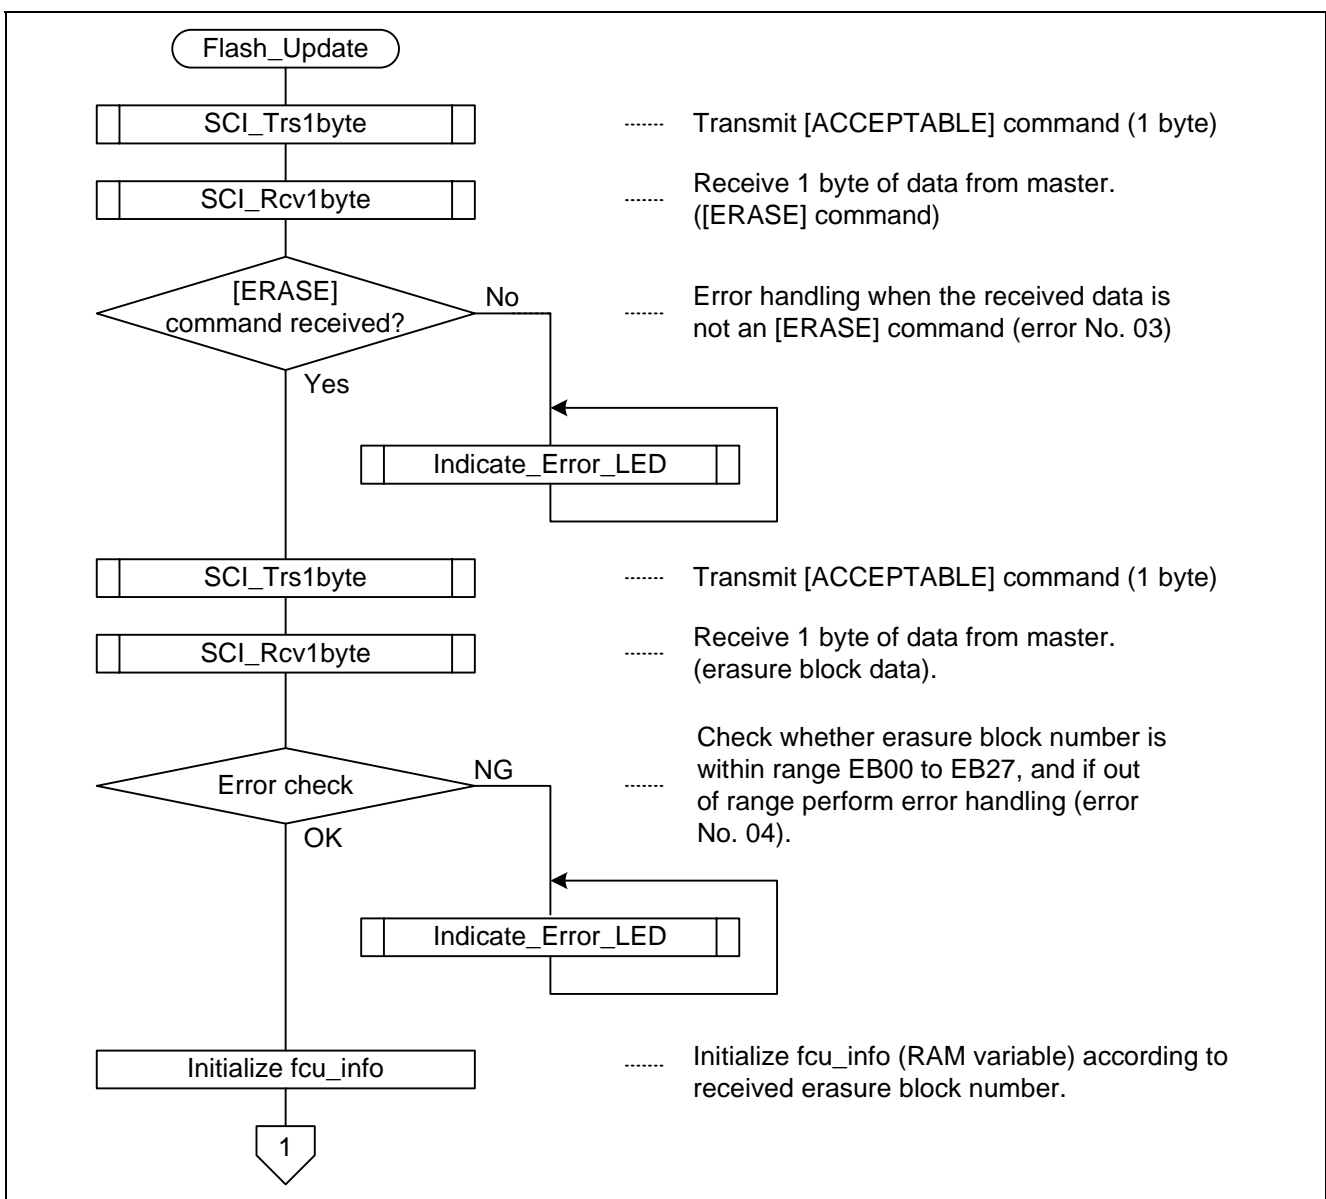 Flash_Update
SCI_Trs1byte
Transmit [ACCEPTABLE] command (1 byte)
SCI_Rcv1byte
Receive 1 byte of data from master.
([ERASE] command)
[ERASE]
command received?
No
Yes
Error handling when the received data is
not an [ERASE] command (error No. 03)
Indicate_Error_LED
SCI_Trs1byte
Transmit [ACCEPTABLE] command (1 byte)
SCI_Rcv1byte
Receive 1 byte of data from master.
(erasure block data).
Error check
NG
OK
Check whether erasure block number is
within range EB00 to EB27, and if out
of range perform error handling (error
No. 04).
Indicate_Error_LED
Initialize fcu_info
Initialize fcu_info (RAM variable) according to
received erasure block number.
1